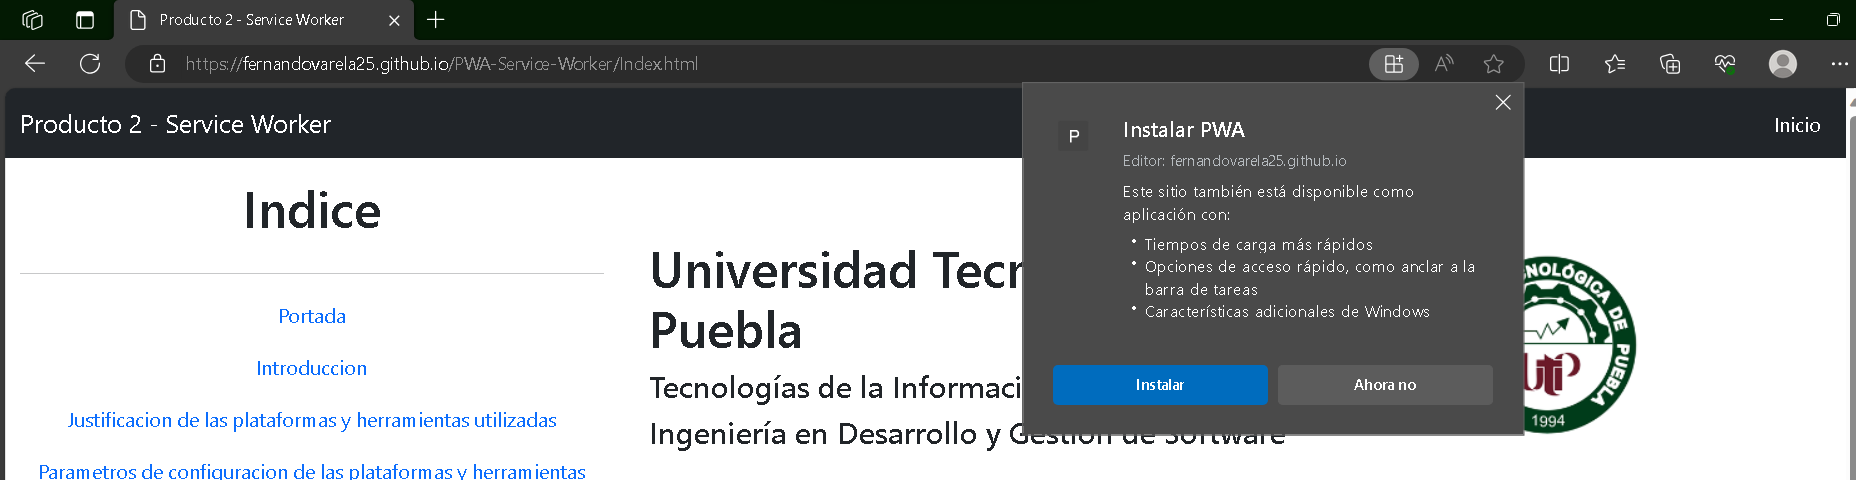 Producto 2 - Service Worker
https://fernandovarela25.github.io/PWA-Service-Worker/Index.html
Producto 2 - Service Worker
Inicio
Indice
Portada
Introduccion
Justificacion de las plataformas y herramientas utilizadas
Parametros de configuracion de las plataformas y herramientas
Universidad Tecn
Puebla
Tecnologías de la Informaci
Ingeniería en Desarrollo y Gestión de Software
P
Instalar PWA
Editor: fernandovarela25.github.io
Este sitio también está disponible como
aplicación con:
• Tiempos de carga más rápidos
• Opciones de acceso rápido, como anclar a la
barra de tareas
• Características adicionales de Windows
Instalar
Ahora no
NOLÓGICA DE PUEBLA
UTP
1994